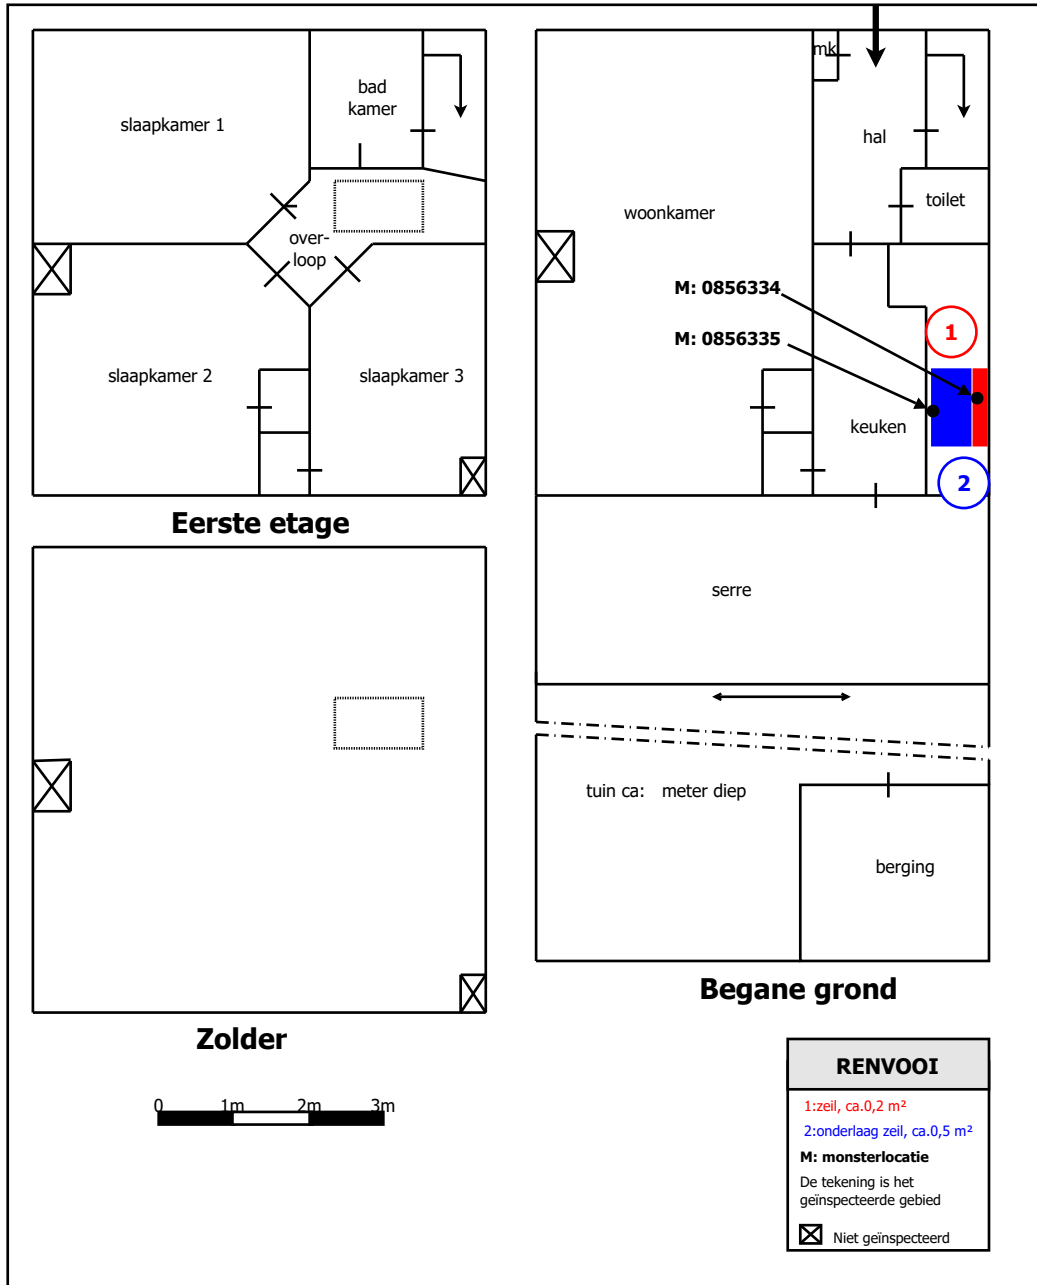 slaapkamer 1
bad
kamer
over-
loop
slaapkamer 2
slaapkamer 3
Eerste etage
Zolder
0 1m 2m 3m
mk
hal
toilet
woonkamer
M: 0856334
M: 0856335
1
keuken
2
serre
tuin ca: meter diep
berging
Begane grond
RENVOOI
1:zeil, ca.0,2 m²
2:onderlaag zeil, ca.0,5 m²
M: monsterlocatie
De tekening is het
geïnspecteerde gebied
Niet geïnspecteerd